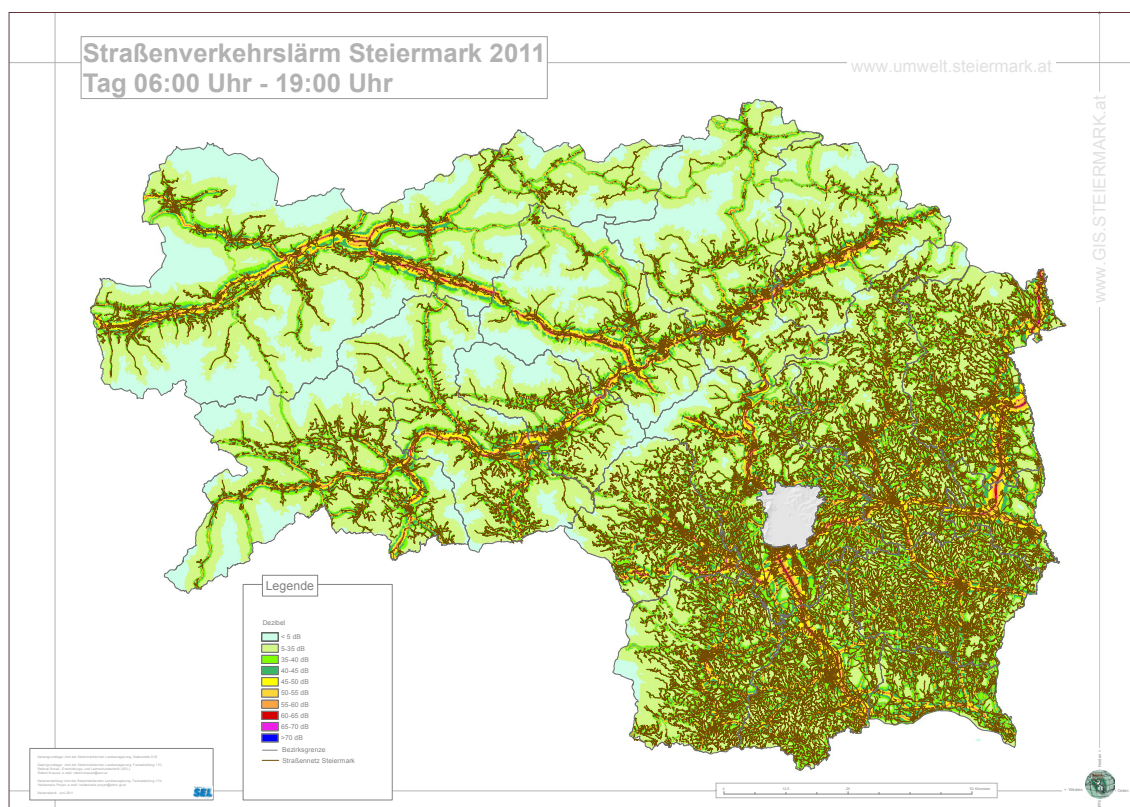 Straßenverkehrslärm Steiermark 2011
Tag 06:00 Uhr - 19:00 Uhr
www.umwelt.steiermark.at
www.GIS.STEIERMARK.at
Legende
Dezibel
< 5 dB
5-35 dB
35-40 dB
40-45 dB
45-50 dB
50-55 dB
55-60 dB
60-65 dB
65-70 dB
>70 dB
Bezirksgrenze
Straßennetz Steiermark
SEL